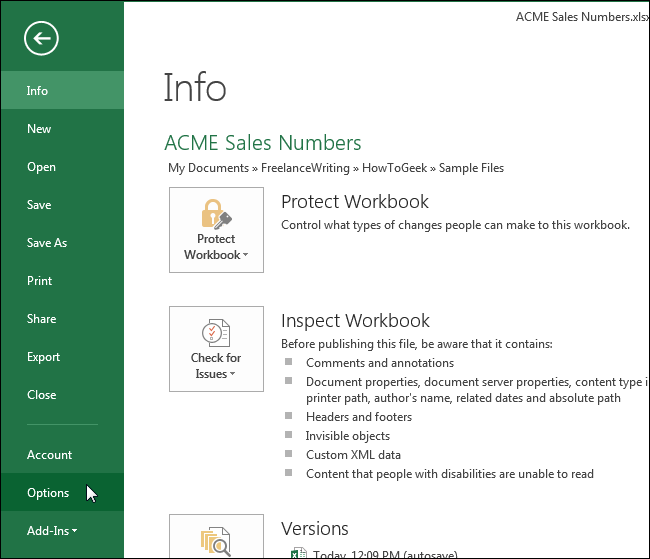 ACME Sales Numbers.xlsx
Info
New
Open
Save
Save As
Print
Share
Export
Close
Account
Options
Add-Ins
Info
ACME Sales Numbers
My Documents » FreelanceWriting » HowToGeek » Sample Files
Protect
Workbook
Protect Workbook
Control what types of changes people can make to this workbook.
Check for
Issues
Inspect Workbook
Before publishing this file, be aware that it contains:
Comments and annotations
Document properties, document server properties, content type i
printer path, author's name, related dates and absolute path
Headers and footers
Invisible objects
Custom XML data
Content that people with disabilities are unable to read
Versions
Today, 12:09 PM (autosave)